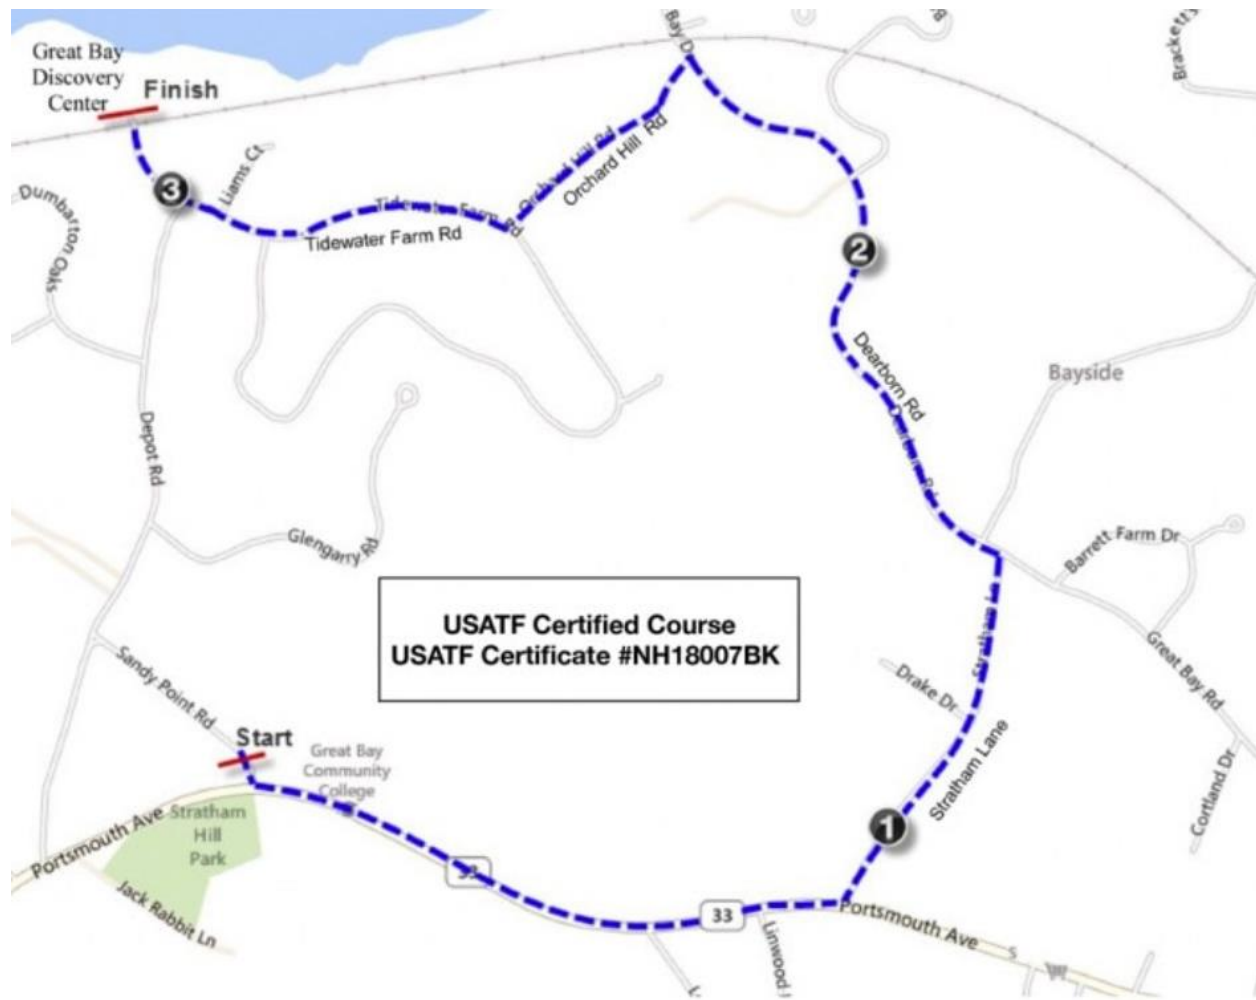 Great Bay
Discovery
Center
Finish
Bay D
Brackett
Dumbarton Oaks
3
Liams Ct
Tidewater Farm Rd
Tidewater Farm Rd
Orchard Hill Rd
Orchard Hill Rd
2
Dearborn Rd
Dearborn Rd
Bayside
Depot Rd
Glengarry Rd
Barrett Farm Dr
USATF Certified Course
USATF Certificate #NH18007BK
Stratham Ln
Great Bay Rd
Sandy Point Rd
Drake Dr
Start
Great Bay
Community
College
Stratham Lane
Cortland Dr
Portsmouth Ave
Stratham
Hill
Park
1
33
33
Portsmouth Ave
Jack Rabbit Ln
Linwood
S